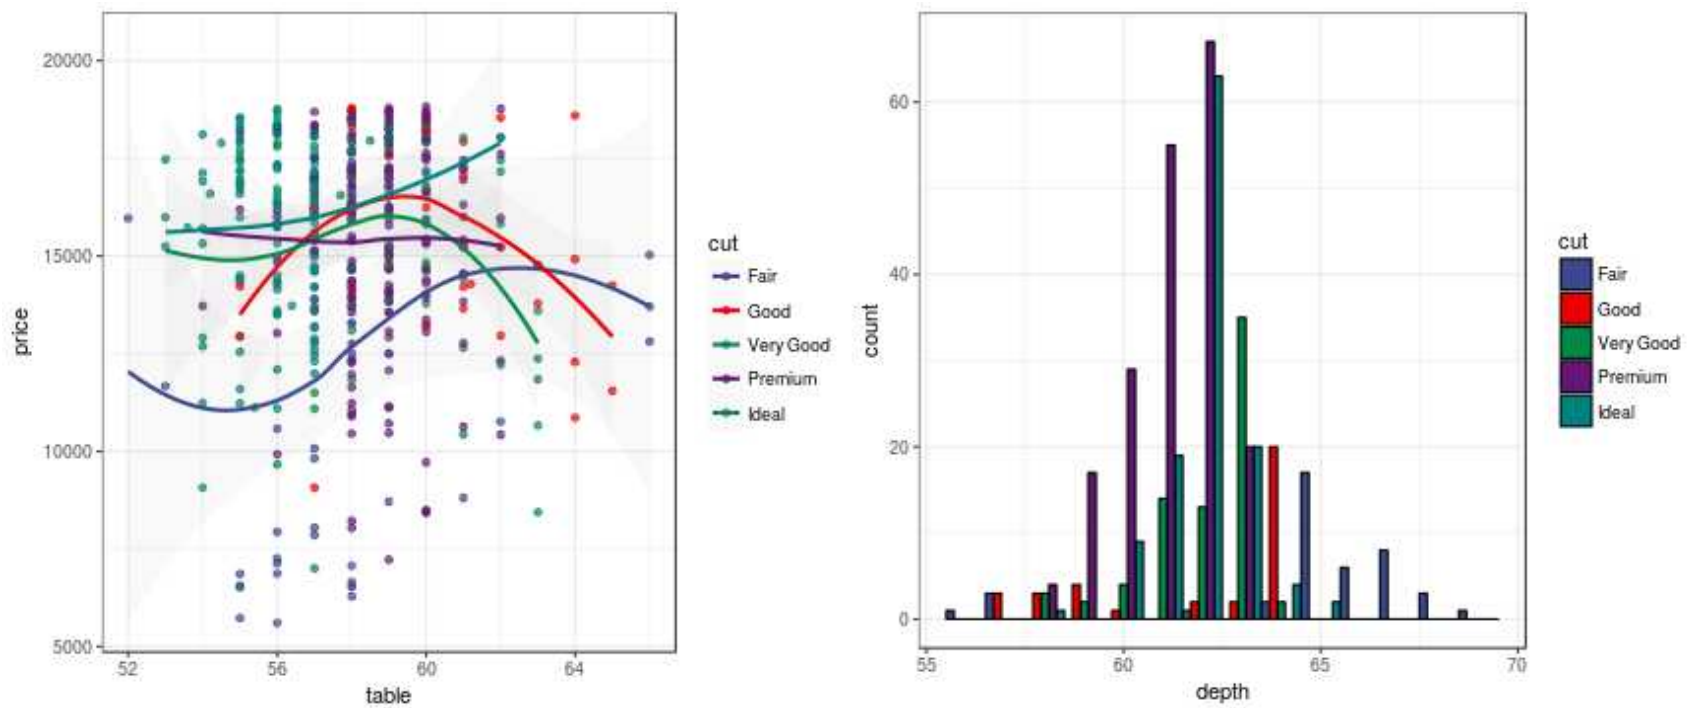 20000
15000
10000
5000
price
52
56
60
64
table
cut
Fair
Good
Very Good
Premium
Ideal
60
40
20
0
count
55
60
65
70
depth
cut
Fair
Good
Very Good
Premium
Ideal